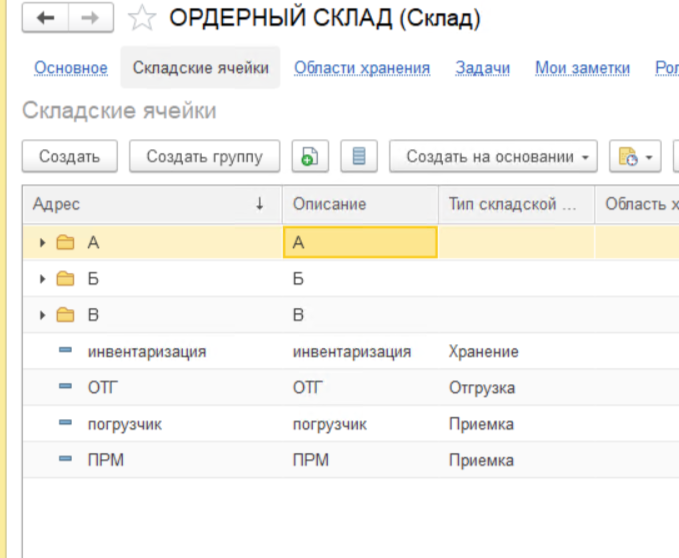 ОРДЕРНЫЙ СКЛАД (Склад)
Основное Складские ячейки Области хранения Задачи Мои заметки Рол
Складские ячейки
Создать Создать группу Создать на основании
Адрес ↓ Описание Тип складской ... Область х
А А
Б Б
В В
инвентаризация инвентаризация Хранение
ОТГ ОТГ Отгрузка
погрузчик погрузчик Приемка
ПРМ ПРМ Приемка